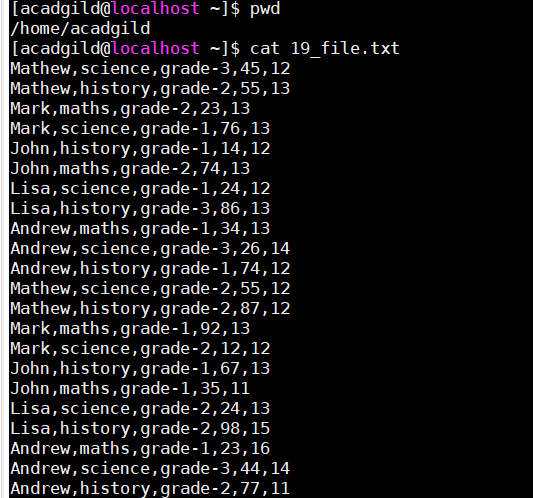 [acadgild@localhost ~]$ pwd
/home/acadgild
[acadgild@localhost ~]$ cat 19_file.txt
Mathew,science,grade-3,45,12
Mathew,history,grade-2,55,13
Mark,maths,grade-2,23,13
Mark,science,grade-1,76,13
John,history,grade-1,14,12
John,maths,grade-2,74,13
Lisa,science,grade-1,24,12
Lisa,history,grade-3,86,13
Andrew,maths,grade-1,34,13
Andrew,science,grade-3,26,14
Andrew,history,grade-1,74,12
Mathew,science,grade-2,55,12
Mathew,history,grade-2,87,12
Mark,maths,grade-1,92,13
Mark,science,grade-2,12,12
John,history,grade-1,67,13
John,maths,grade-1,35,11
Lisa,science,grade-2,24,13
Lisa,history,grade-2,98,15
Andrew,maths,grade-1,23,16
Andrew,science,grade-3,44,14
Andrew,history,grade-2,77,11